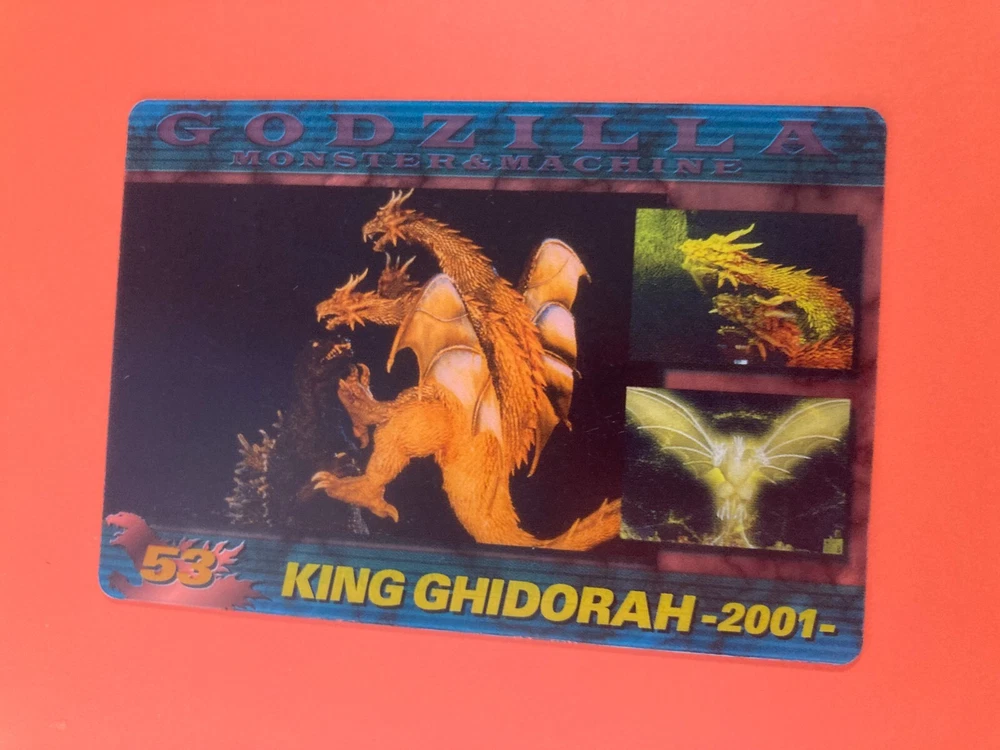 GODZILLA
MONSTER&MACHINE
53
KING GHIDORAH -2001-